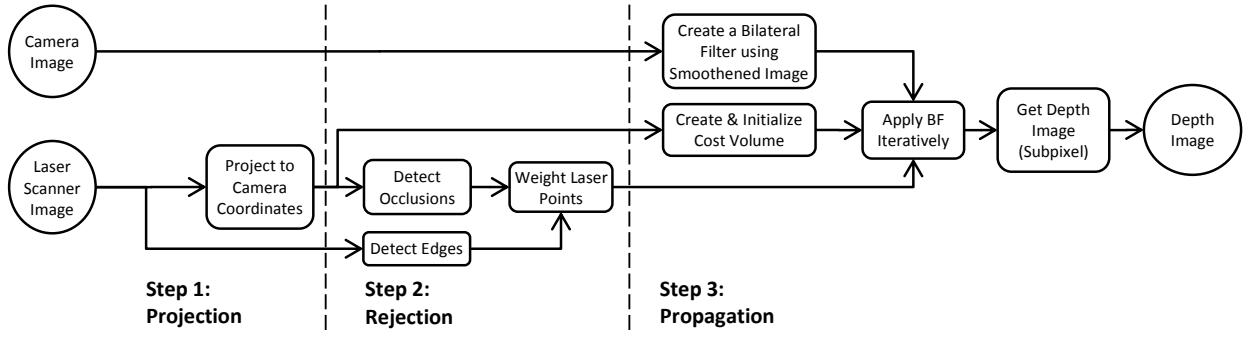 Camera
Image
Create a Bilateral
Filter using
Smoothened Image
Laser
Scanner
Image
Project to
Camera
Coordinates
Detect
Occlusions
Weight Laser
Points
Detect Edges
Create & Initialize
Cost Volume
Apply BF
Iteratively
Get Depth
Image
(Subpixel)
Depth
Image
Step 1:
Projection
Step 2:
Rejection
Step 3:
Propagation